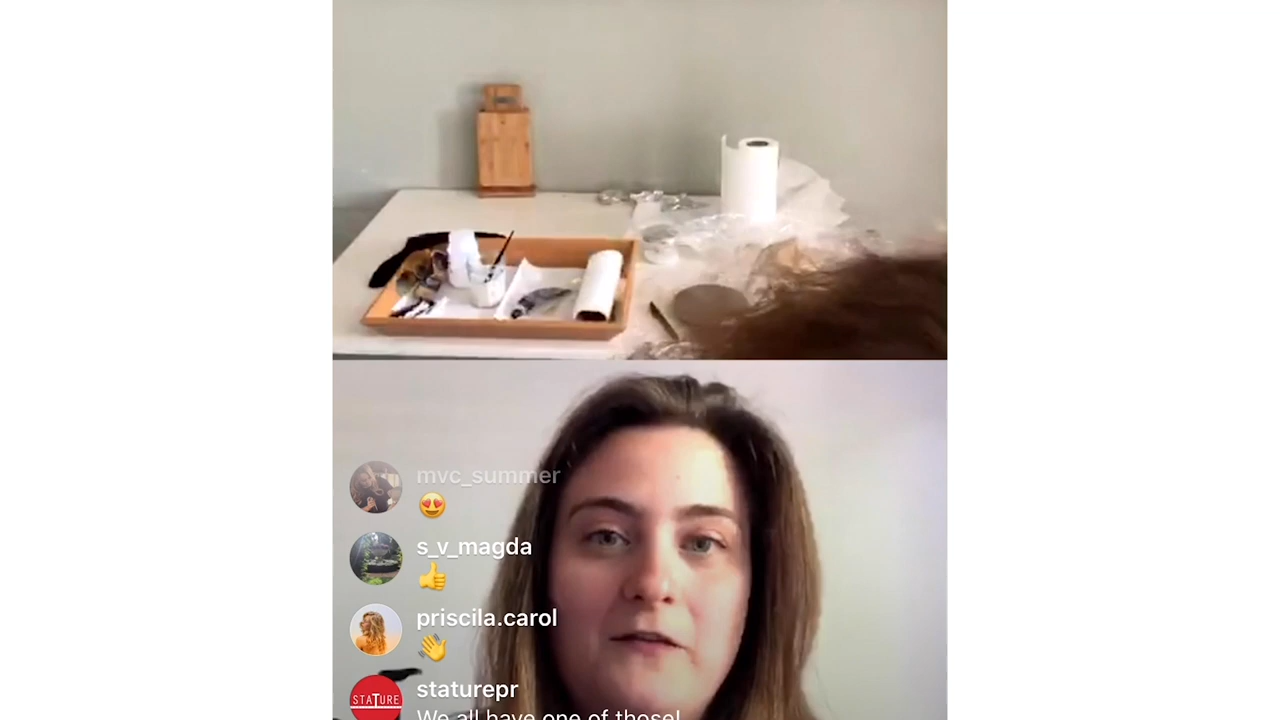 mvc_summer
😍
s_v_magda
👍
priscila.carol
👋
STATURE
staturepr
We all have one of those!